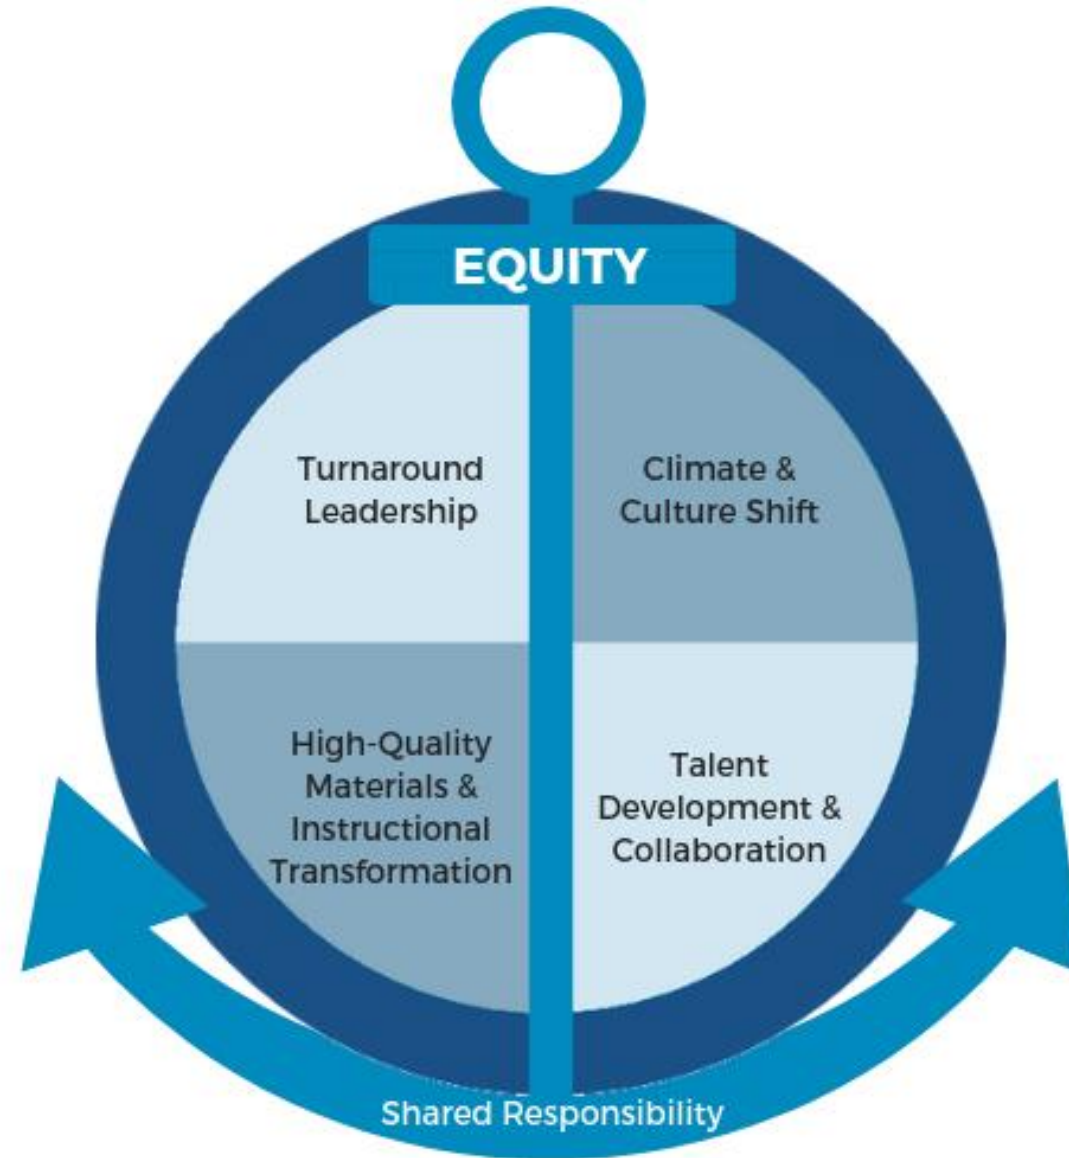 EQUITY
Turnaround
Leadership
Climate &
Culture Shift
High-Quality
Materials &
Instructional
Transformation
Talent
Development &
Collaboration
Shared Responsibility